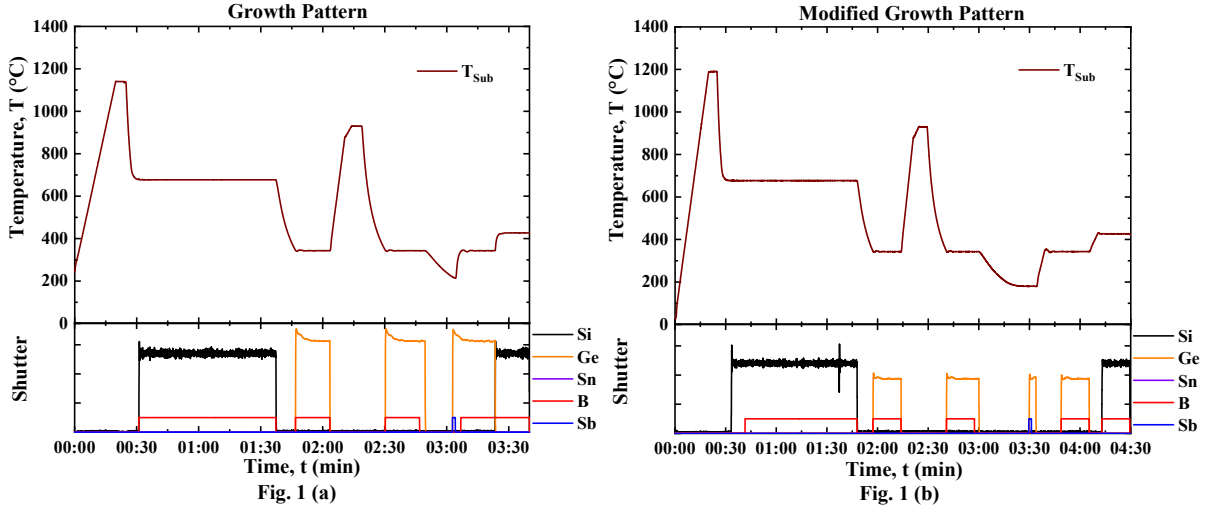 Growth Pattern
1400
1200
1000
800
600
400
200
0
Temperature, T (°C)
T_Sub
Shutter
Si
Ge
Sn
B
Sb
00:00 00:30 01:00 01:30 02:00 02:30 03:00 03:30
Time, t (min)
Fig. 1 (a)
Modified Growth Pattern
1400
1200
1000
800
600
400
200
0
Temperature, T (°C)
T_Sub
Shutter
Si
Ge
Sn
B
Sb
00:00 00:30 01:00 01:30 02:00 02:30 03:00 03:30 04:00 04:30
Time, t (min)
Fig. 1 (b)